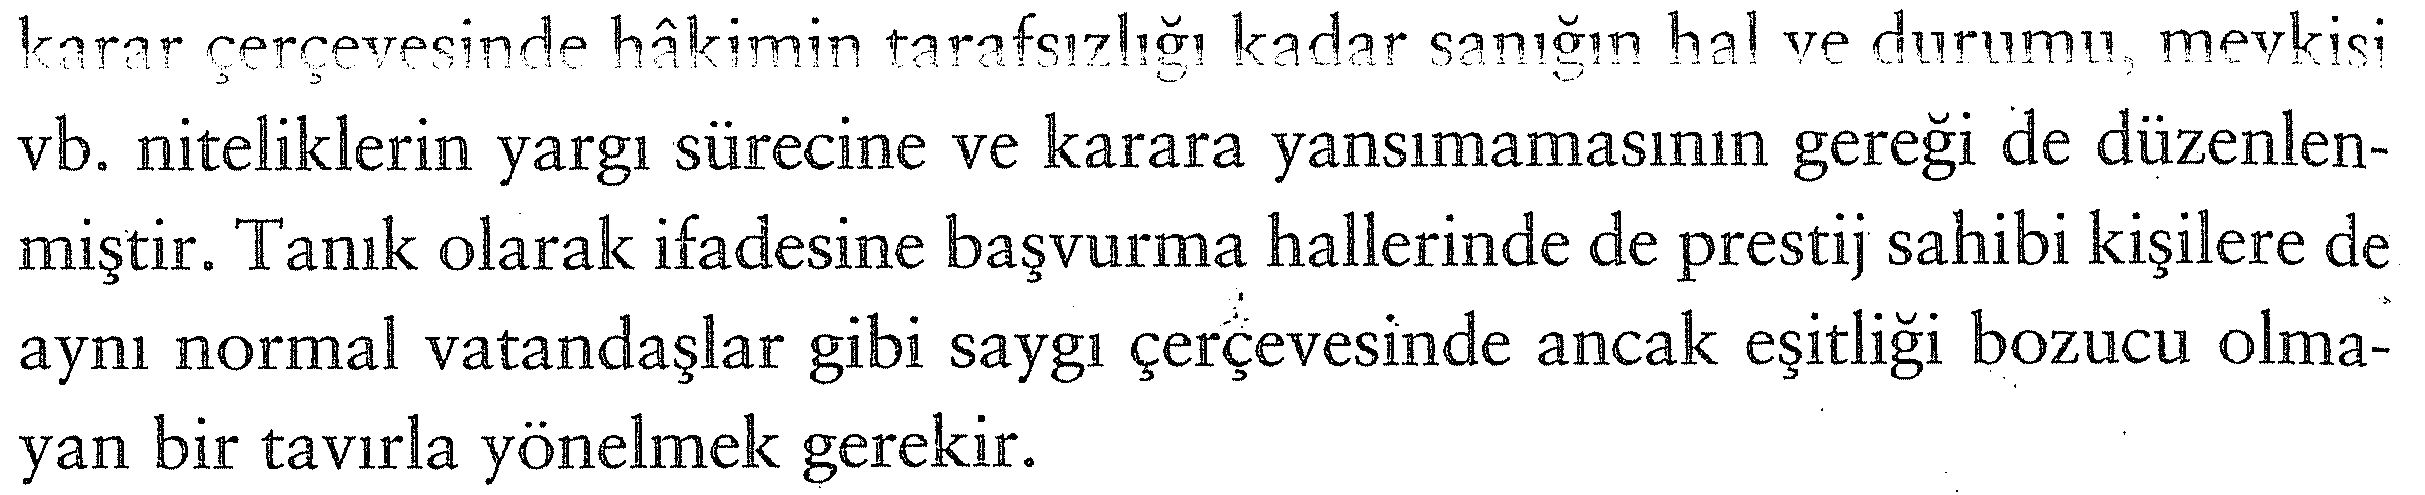 karar çerçevesinde hâkimin tarafsızlığı kadar sanığın hal ve durumu, mevkisi
vb. niteliklerin yargı sürecine ve karara yansımamasının gereği de düzenlen-
miştir. Tanık olarak ifadesine başvurma hallerinde de prestij sahibi kişilere de
aynı normal vatandaşlar gibi saygı çerçevesinde ancak eşitliği bozucu olma-
yan bir tavırla yönelmek gerekir.